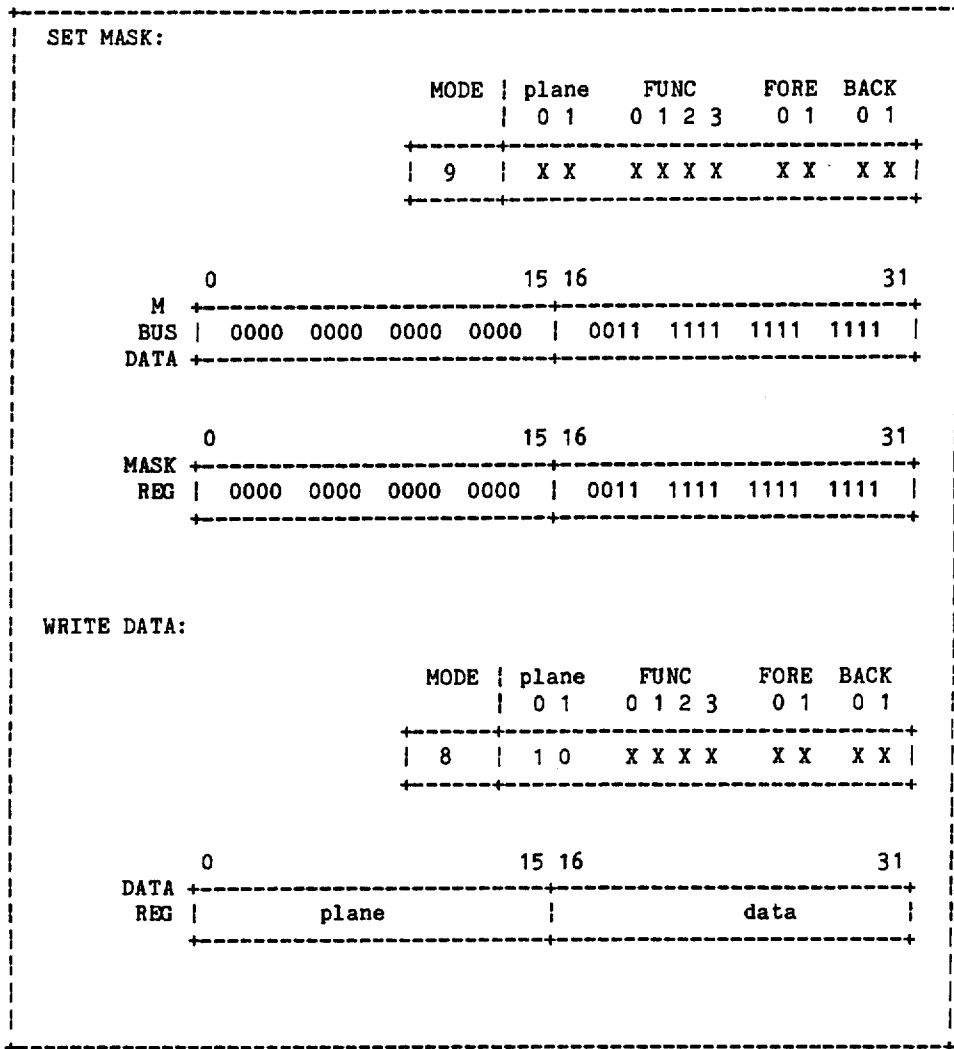 SET MASK:
MODE | plane FUNC FORE BACK
| 0 1 0 1 2 3 0 1 0 1
| 9 | X X X X X X X X X X |
0 15 16 31
M
BUS | 0000 0000 0000 0000 | 0011 1111 1111 1111 |
DATA
0 15 16 31
MASK
REG | 0000 0000 0000 0000 | 0011 1111 1111 1111 |
WRITE DATA:
MODE | plane FUNC FORE BACK
| 0 1 0 1 2 3 0 1 0 1
| 8 | 1 0 X X X X X X X X |
0 15 16 31
DATA
REG | plane | data |